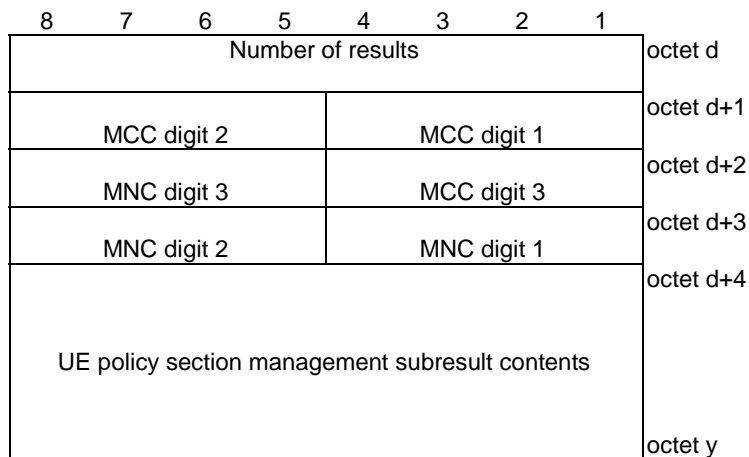 8 7 6 5 4 3 2 1
Number of results octet d
octet d+1
MCC digit 2 MCC digit 1
octet d+2
MNC digit 3 MCC digit 3
octet d+3
MNC digit 2 MNC digit 1
octet d+4
UE policy section management subresult contents
octet y